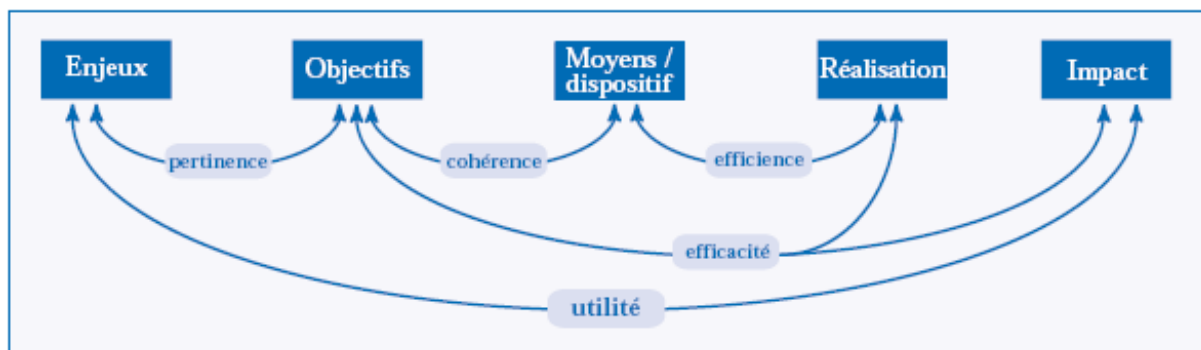 Enjeux
Objectifs
Moyens /
dispositif
Réalisation
Impact
pertinence
cohérence
efficience
efficacité
utilité